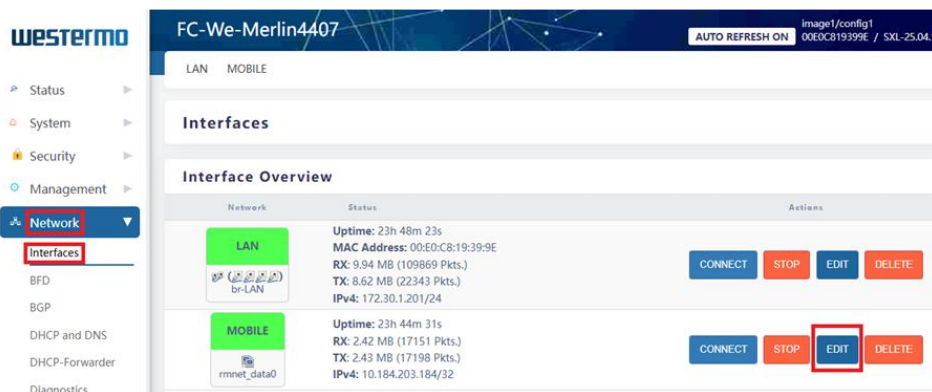 westermo
FC-We-Merlin4407
AUTO REFRESH ON
image1/config1
00E0C819399E / SXL-25.04.
LAN MOBILE
Status
System
Security
Management
Network
Interfaces
BFD
BGP
DHCP and DNS
DHCP-Forwarder
Diagnostics
Interfaces
Interface Overview
Network Status Actions
LAN
br-LAN
Uptime: 23h 48m 23s
MAC Address: 00:E0:C8:19:39:9E
RX: 9.94 MB (109869 Pkts.)
TX: 8.62 MB (22343 Pkts.)
IPv4: 172.30.1.201/24
CONNECT STOP EDIT DELETE
MOBILE
rmnet_data0
Uptime: 23h 44m 31s
RX: 2.42 MB (17151 Pkts.)
TX: 2.43 MB (17198 Pkts.)
IPv4: 10.184.203.184/32
CONNECT STOP EDIT DELETE